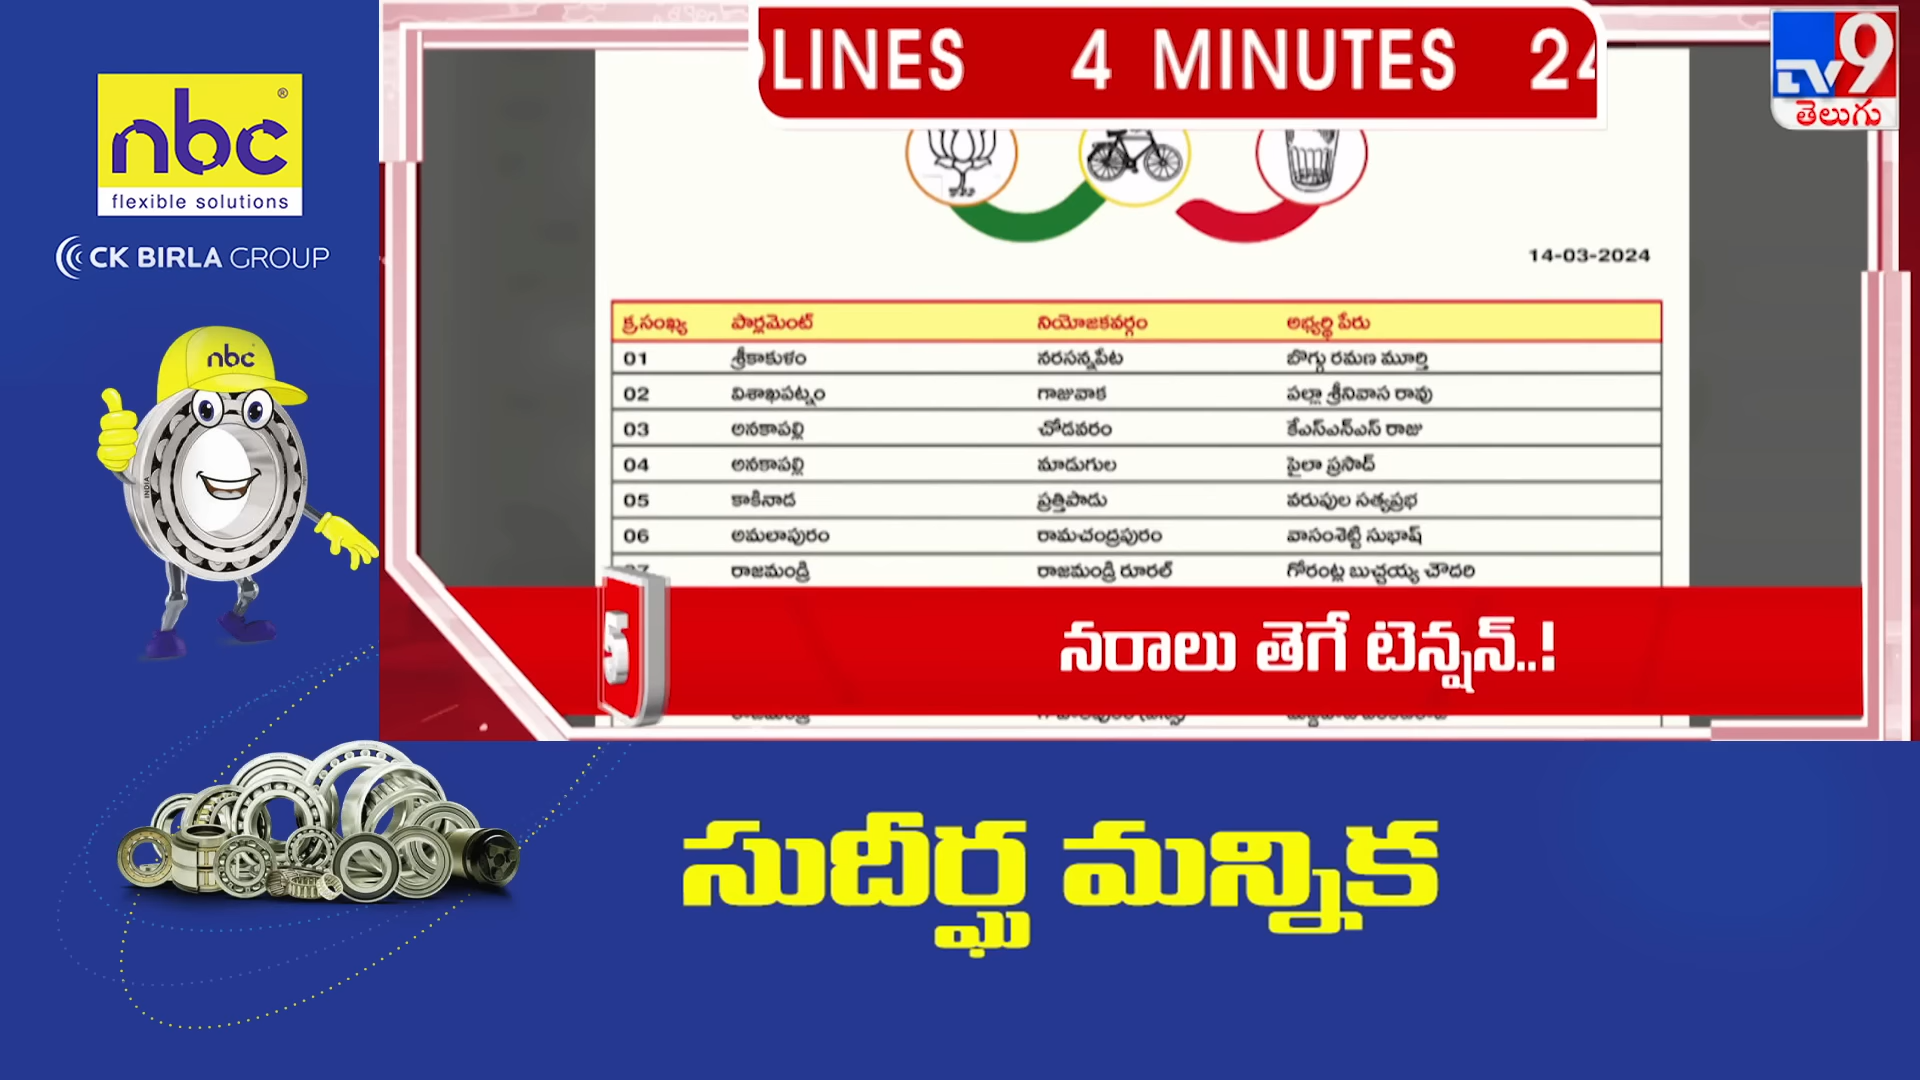 DLINES 4 MINUTES 24
TV9
తెలుగు
nbc
flexible solutions
CK BIRLA GROUP
nbc
14-03-2024
క్ర.సంఖ్య పార్లమెంట్ నియోజకవర్గం అభ్యర్థి పేరు
01 శ్రీకాకుళం నరసన్నపేట బొగ్గు రమణ మూర్తి
02 విశాఖపట్నం గాజువాక పల్లా శ్రీనివాస రావు
03 అనకాపల్లి చోడవరం కేఎస్ఎన్ఎస్ రాజు
04 అనకాపల్లి మాడుగుల పైలా ప్రసాద్
05 కాకినాడ ప్రత్తిపాడు వరుపుల సత్యప్రభ
06 అమలాపురం రామచంద్రపురం వాసంశెట్టి సుభాష్
07 రాజమండ్రి రాజమండ్రి రూరల్ గోరంట్ల బుచ్చయ్య చౌదరి
5 నరాలు తెగే టెన్షన్..!
సుదీర్ఘ మన్నిక